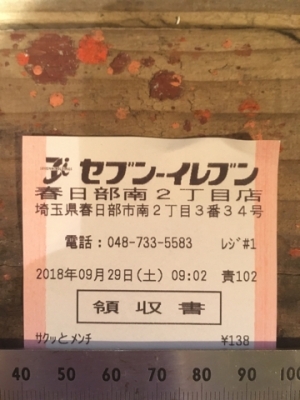 セブン-イレブン
春日部南2丁目店
埼玉県春日部市南2丁目3番34号
電話:048-733-5583 レジ#1
2018年09月29日(土) 09:02 責102
領収書
サクッとメンチ ¥138
40 50 60 70 80 90 100